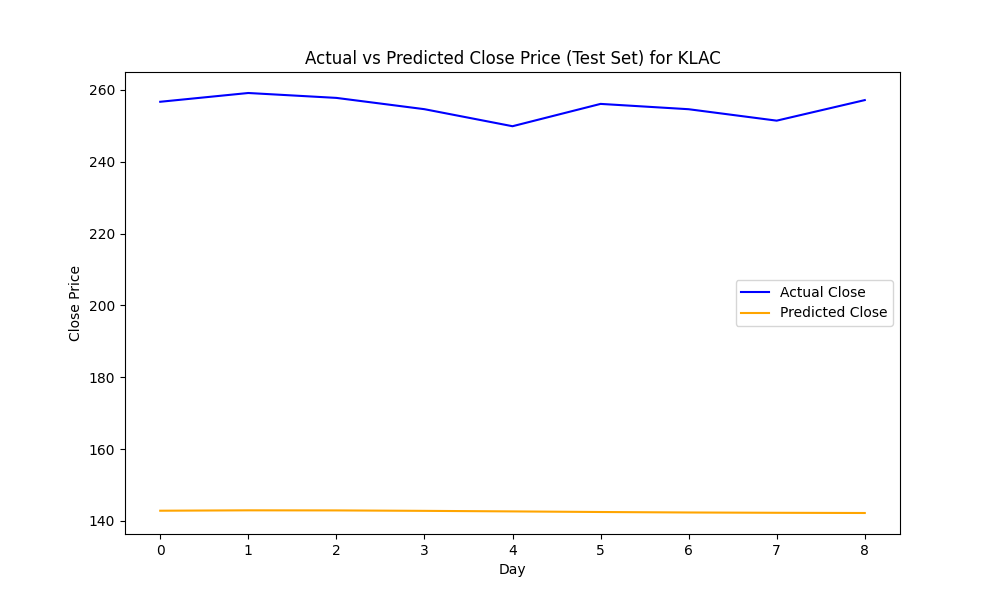 Actual vs Predicted Close Price (Test Set) for KLAC
260
240
220
200
180
160
140
Close Price
Actual Close
Predicted Close
0 1 2 3 4 5 6 7 8
Day